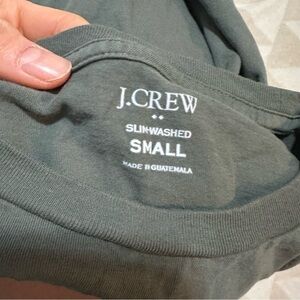 J.CREW
SLIM-WASHED
SMALL
MADE IN GUATEMALA